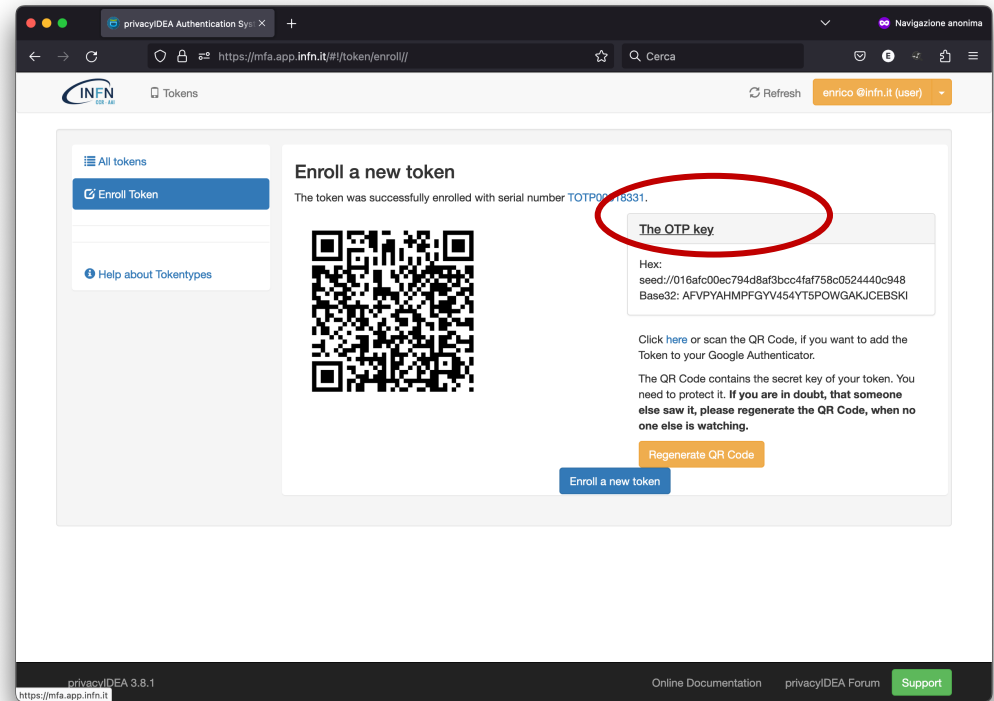 privacyIDEA Authentication Syst
Navigazione anonima
https://mfa.app.infn.it/#!/token/enroll//
Cerca
E
INFN
CCR - AAI
Tokens
Refresh
enrico @infn.it (user)
All tokens
Enroll Token
Help about Tokentypes
Enroll a new token
The token was successfully enrolled with serial number TOTP00018331.
The OTP key
Hex:
seed://016afc00ec794d8af3bcc4faf758c0524440c948
Base32: AFVPYAHMPFGYV454YT5POWGAKJCEBSKI
Click here or scan the QR Code, if you want to add the
Token to your Google Authenticator.
The QR Code contains the secret key of your token. You
need to protect it. If you are in doubt, that someone
else saw it, please regenerate the QR Code, when no
one else is watching.
Regenerate QR Code
Enroll a new token
privacyIDEA 3.8.1
Online Documentation
privacyIDEA Forum
Support
https://mfa.app.infn.it